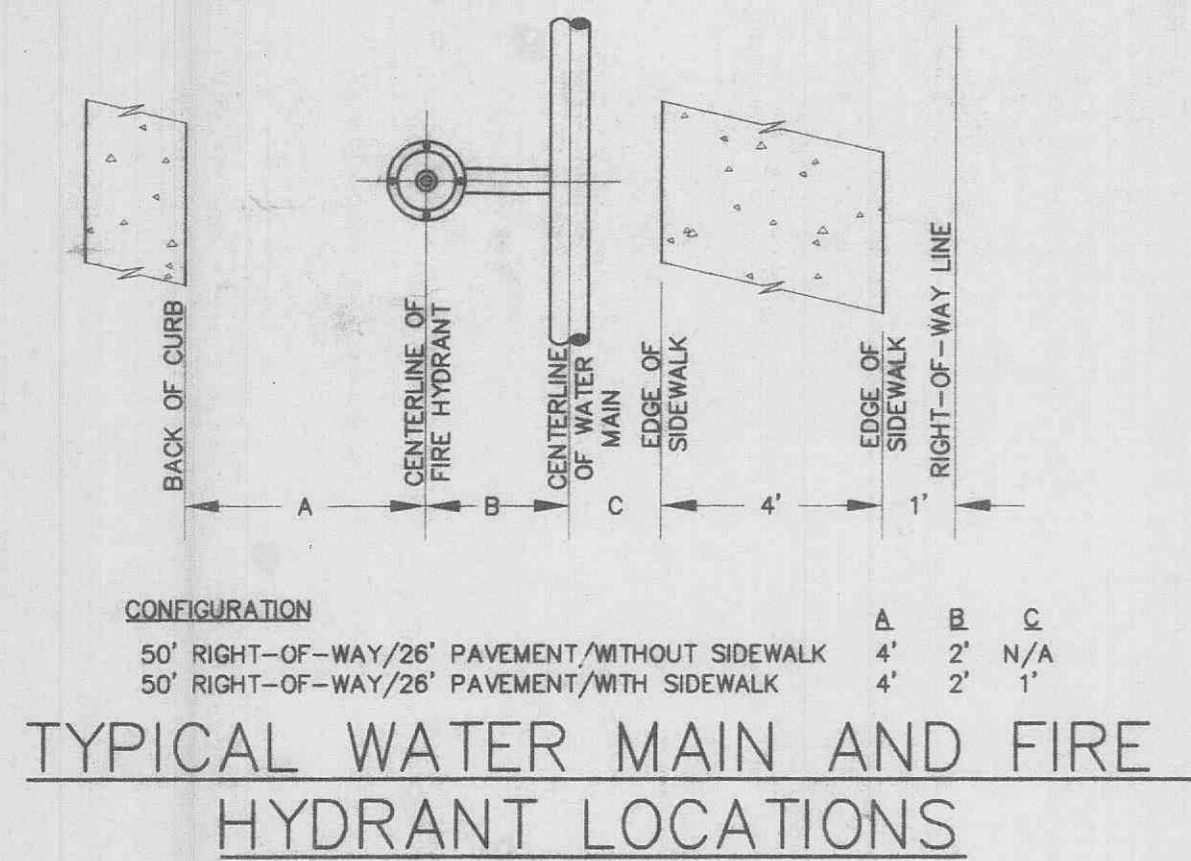 BACK OF CURB
CENTERLINE OF
FIRE HYDRANT
CENTERLINE
OF WATER
MAIN
EDGE OF
SIDEWALK
EDGE OF
SIDEWALK
RIGHT-OF-WAY LINE
A B C 4' 1'
CONFIGURATION A B C
50' RIGHT-OF-WAY/26' PAVEMENT/WITHOUT SIDEWALK 4' 2' N/A
50' RIGHT-OF-WAY/26' PAVEMENT/WITH SIDEWALK 4' 2' 1'
TYPICAL WATER MAIN AND FIRE
HYDRANT LOCATIONS